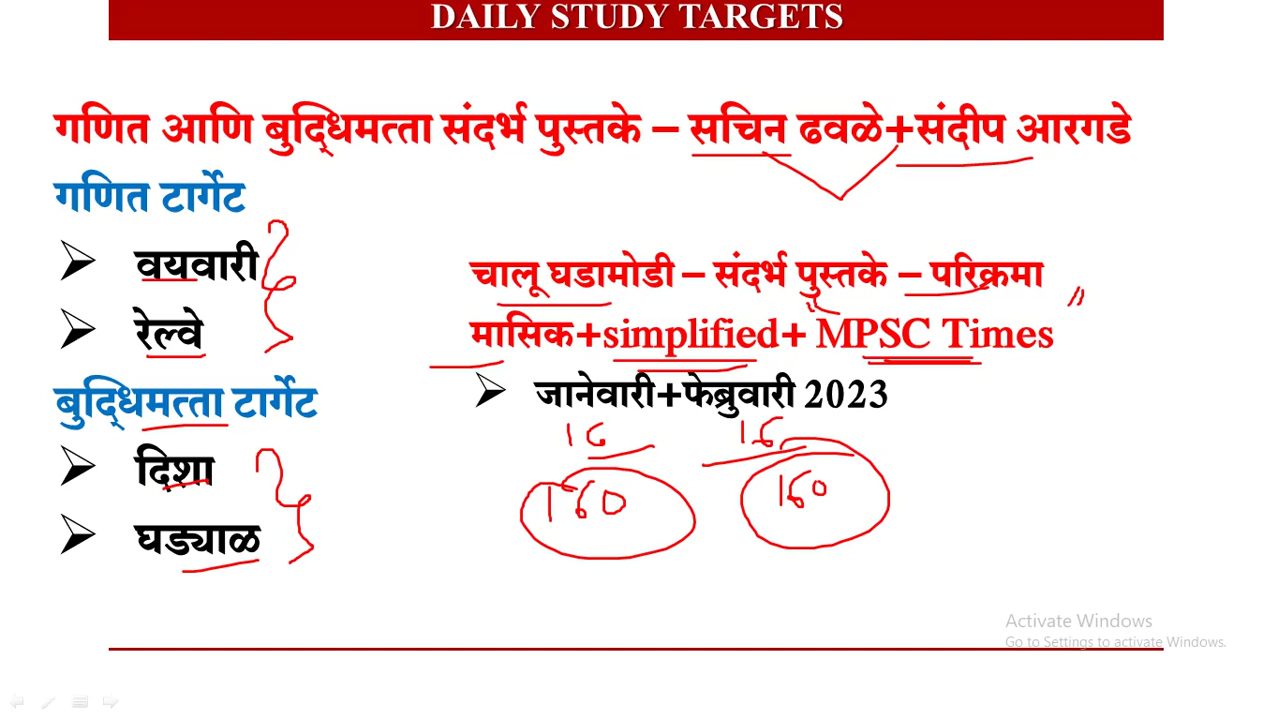 DAILY STUDY TARGETS
गणित आणि बुद्धिमत्ता संदर्भ पुस्तके – सचिन ढवळे+संदीप आरगडे
गणित टार्गेट
वयवारी
रेल्वे
बुद्धिमत्ता टार्गेट
दिशा
घड्याळ
चालू घडामोडी – संदर्भ पुस्तके – परिक्रमा
मासिक+simplified+ MPSC Times
जानेवारी+फेब्रुवारी 2023
16 16
160 160
Activate Windows
Go to Settings to activate Windows.